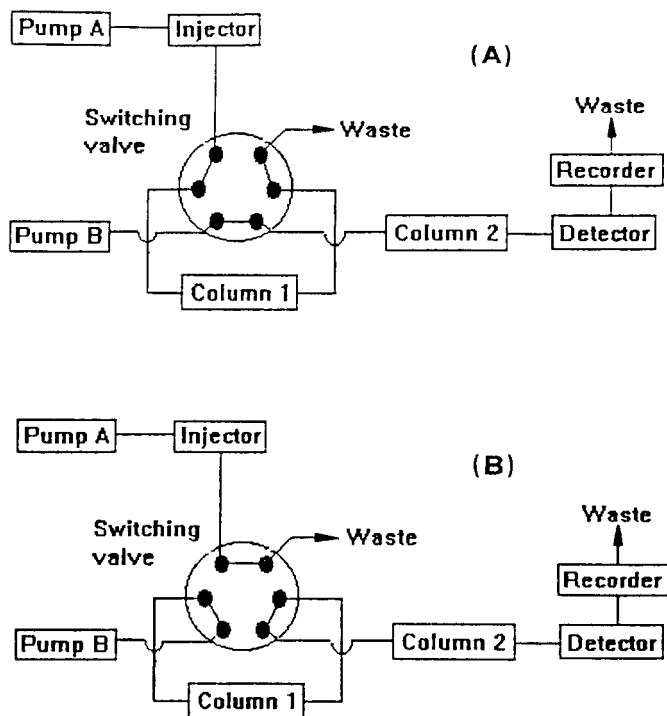 Pump A
Injector
(A)
Switching
valve
Waste
Waste
Recorder
Pump B
Column 2
Detector
Column 1
Pump A
Injector
(B)
Switching
valve
Waste
Waste
Recorder
Pump B
Column 2
Detector
Column 1